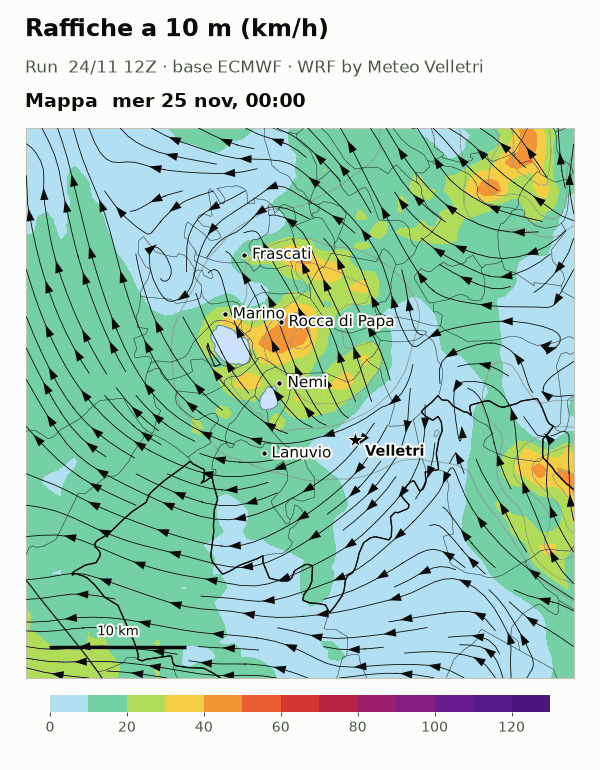 Raffiche a 10 m (km/h)
Run  24/11 12Z · base ECMWF · WRF by Meteo Velletri
Mappa  mer 25 nov, 00:00
Frascati
Marino
Rocca di Papa
Nemi
Lanuvio
Velletri
10 km
0 20 40 60 80 100 120